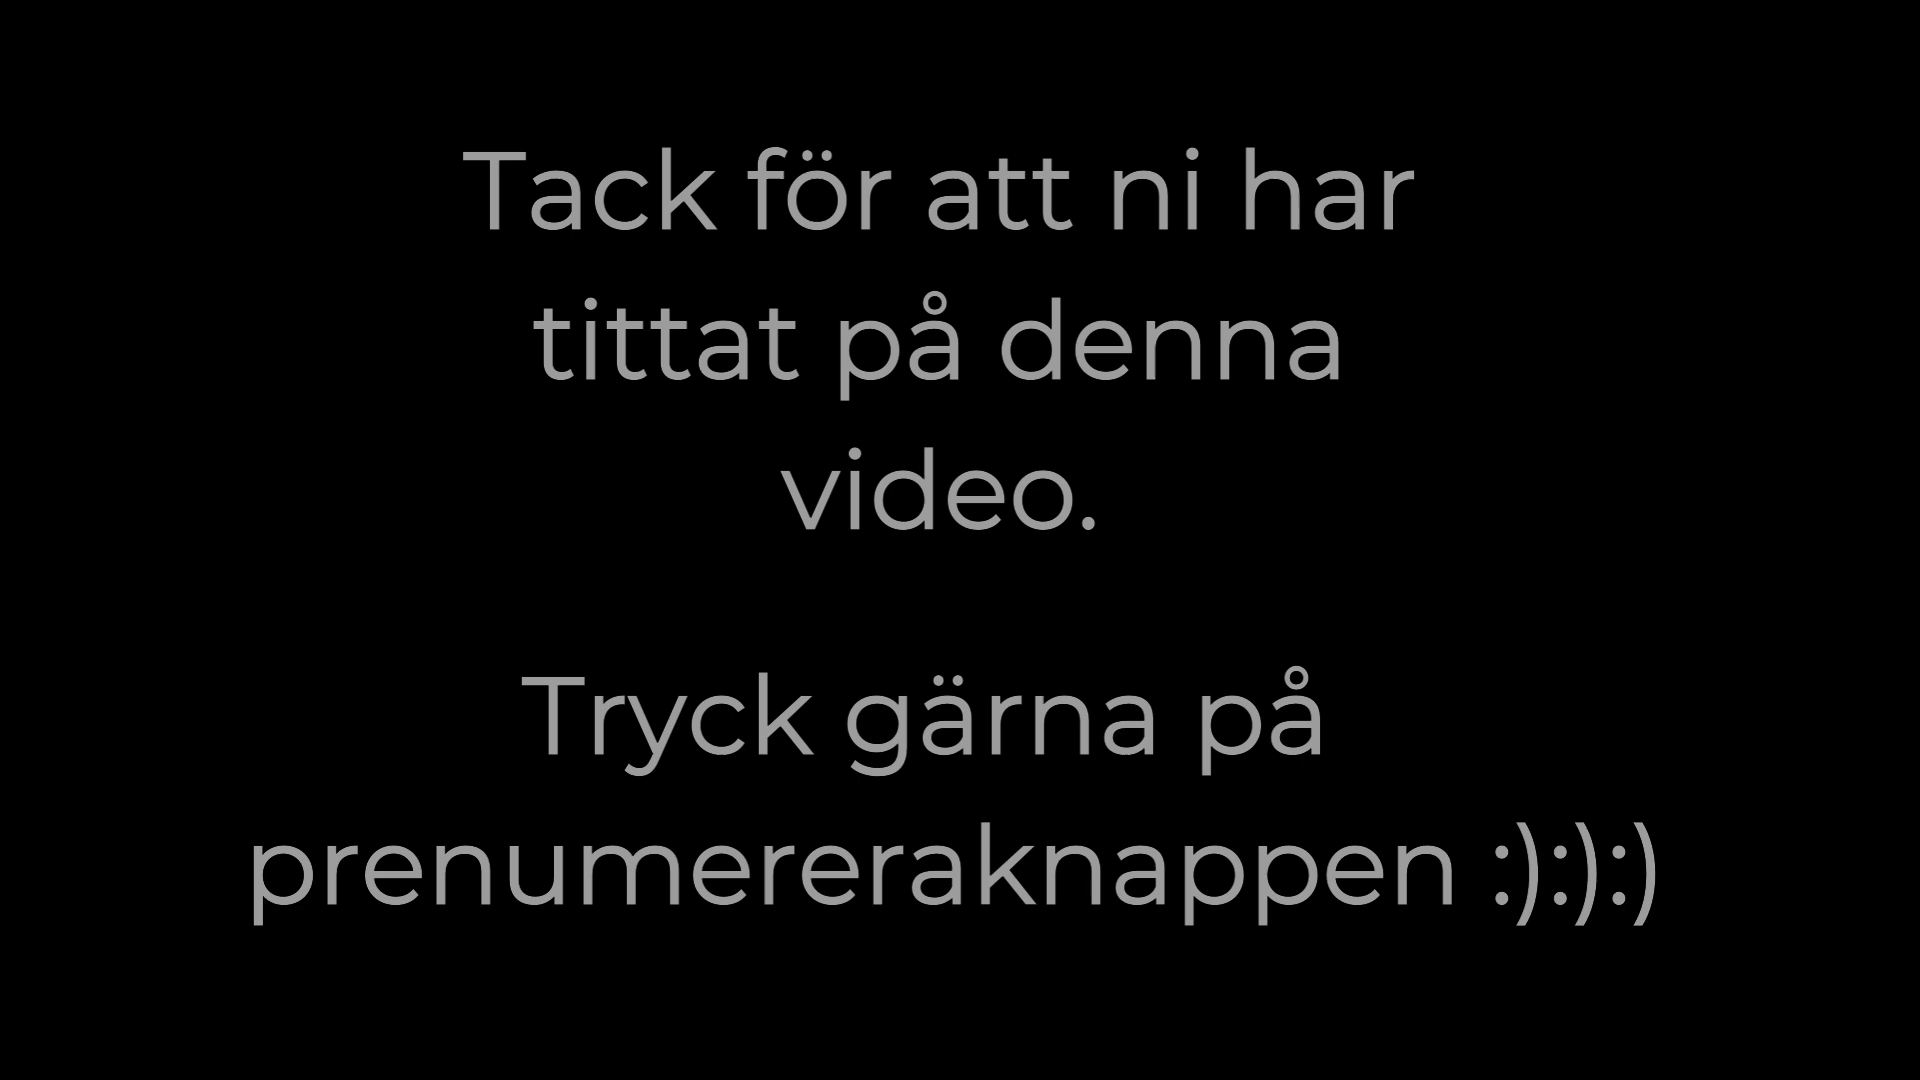 Tack för att ni har
tittat på denna
video.
Tryck gärna på
prenumereraknappen :):):)